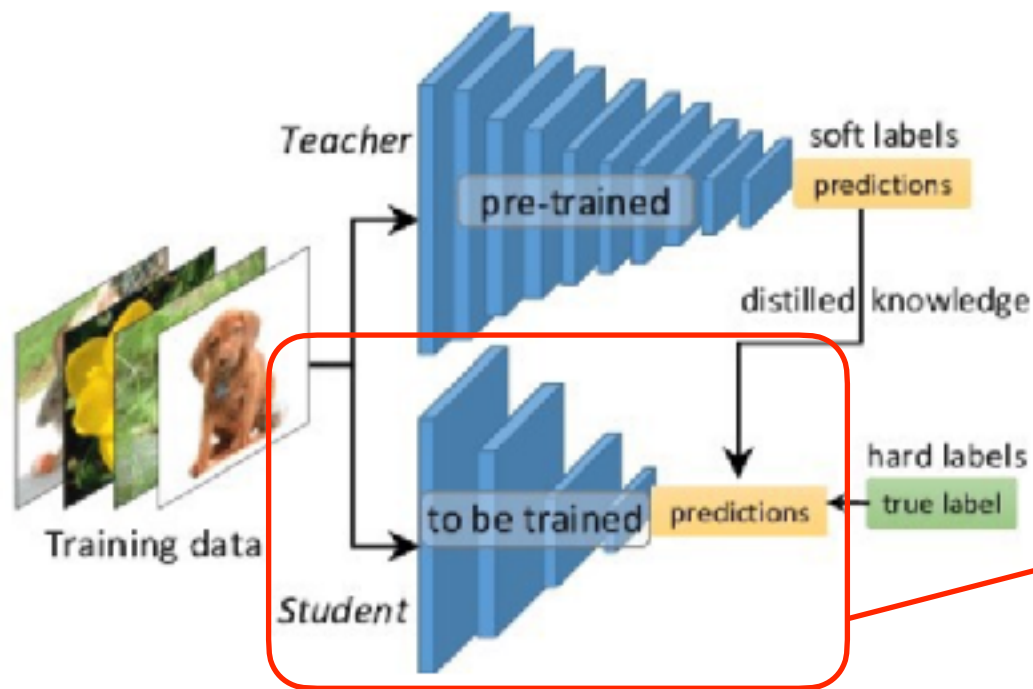 Teacher
pre-trained
soft labels
predictions
distilled knowledge
Training data
to be trained
predictions
hard labels
true label
Student